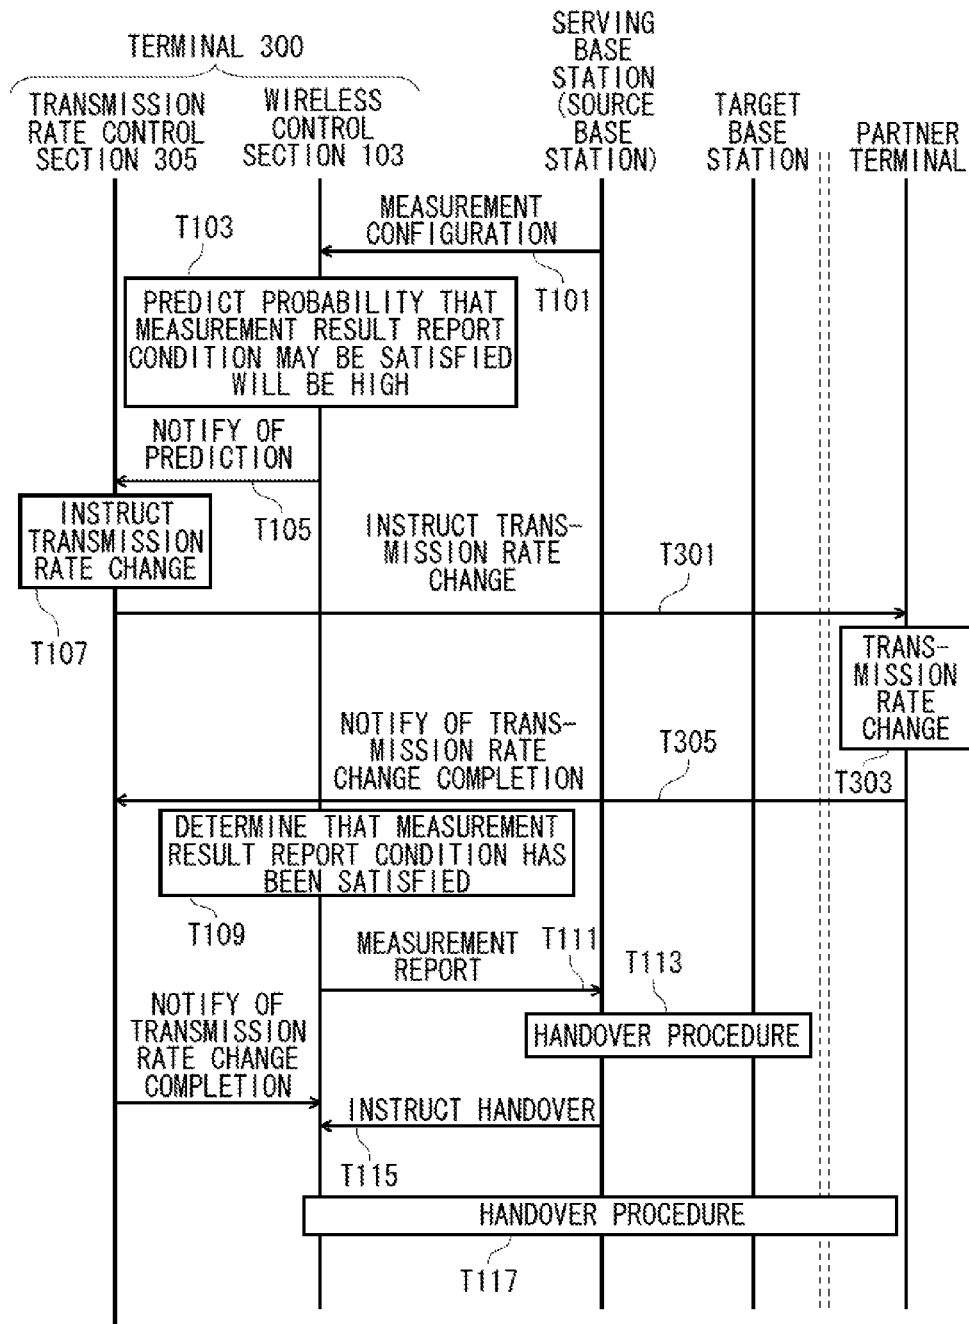 TERMINAL 300
TRANSMISSION
RATE CONTROL
SECTION 305
WIRELESS
CONTROL
SECTION 103
SERVING
BASE
STATION
(SOURCE
BASE
STATION)
TARGET
BASE
STATION
PARTNER
TERMINAL
MEASUREMENT
CONFIGURATION
T101
T103
PREDICT PROBABILITY THAT
MEASUREMENT RESULT REPORT
CONDITION MAY BE SATISFIED
WILL BE HIGH
NOTIFY OF
PREDICTION
T105
INSTRUCT
TRANSMISSION
RATE CHANGE
T107
INSTRUCT TRANS-
MISSION RATE
CHANGE
T301
TRANS-
MISSION
RATE
CHANGE
T303
NOTIFY OF TRANS-
MISSION RATE
CHANGE COMPLETION
T305
DETERMINE THAT MEASUREMENT
RESULT REPORT CONDITION HAS
BEEN SATISFIED
T109
MEASUREMENT
REPORT
T111
T113
HANDOVER PROCEDURE
NOTIFY OF
TRANSMISSION
RATE CHANGE
COMPLETION
INSTRUCT HANDOVER
T115
HANDOVER PROCEDURE
T117